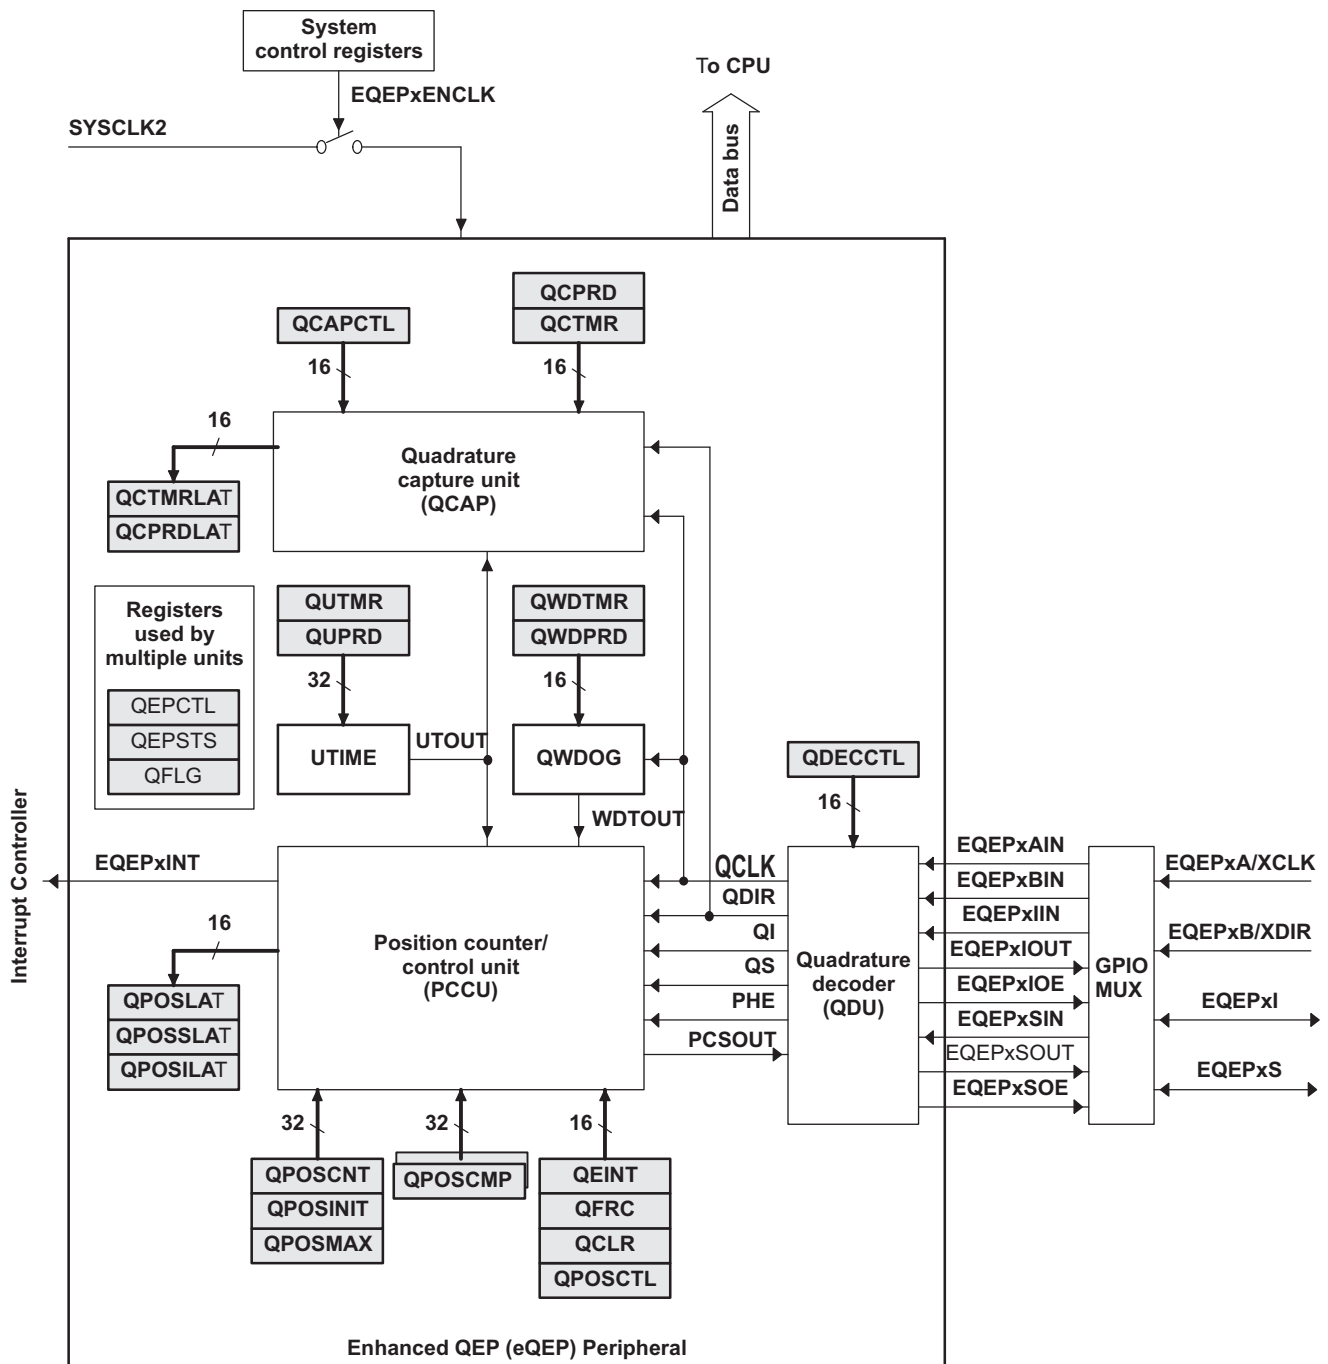 System
control registers
To CPU
EQEPxENCLK
SYSCLK2
Data bus
QCPRD
QCAPCTL
QCTMR
16
16
16
Quadrature
capture unit
(QCAP)
QCTMRLAT
QCPRDLAT
Registers
used by
multiple units
QEPCTL
QEPSTS
QFLG
QUTMR
QUPRD
QWDTMR
QWDPRD
32
16
UTIME
UTOUT
QWDOG
QDECCTL
16
WDTOUT
Interrupt Controller
EQEPxINT
16
Position counter/
control unit
(PCCU)
QCLK
QDIR
QI
QS
PHE
PCSOUT
Quadrature
decoder
(QDU)
EQEPxAIN
EQEPxBIN
EQEPxIIN
EQEPxIOUT
EQEPxIOE
EQEPxSIN
EQEPxSOUT
EQEPxSOE
GPIO
MUX
EQEPxA/XCLK
EQEPxB/XDIR
EQEPxI
EQEPxS
QPOSLAT
QPOSSLAT
QPOSILAT
32
32
16
QPOSCNT
QPOSINIT
QPOSMAX
QPOSCMP
QEINT
QFRC
QCLR
QPOSCTL
Enhanced QEP (eQEP) Peripheral